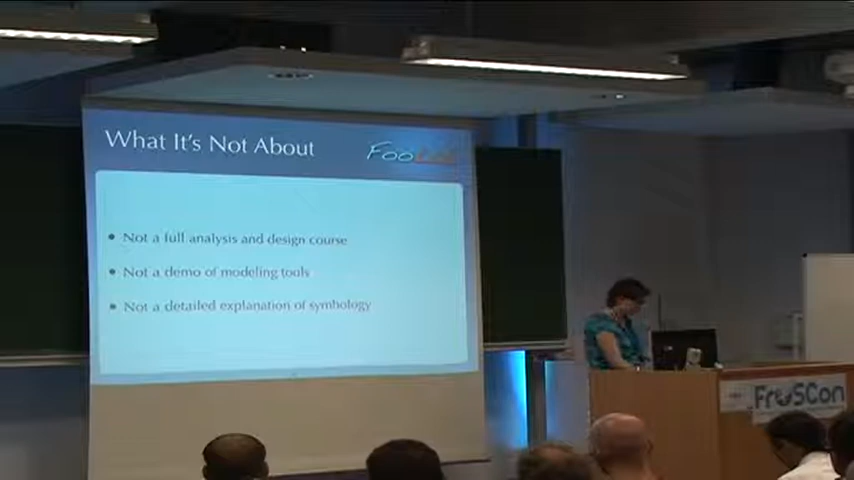 What It's Not About
Foo
Not a full analysis and design course
Not a demo of modeling tools
Not a detailed explanation of symbology
FrOSCon